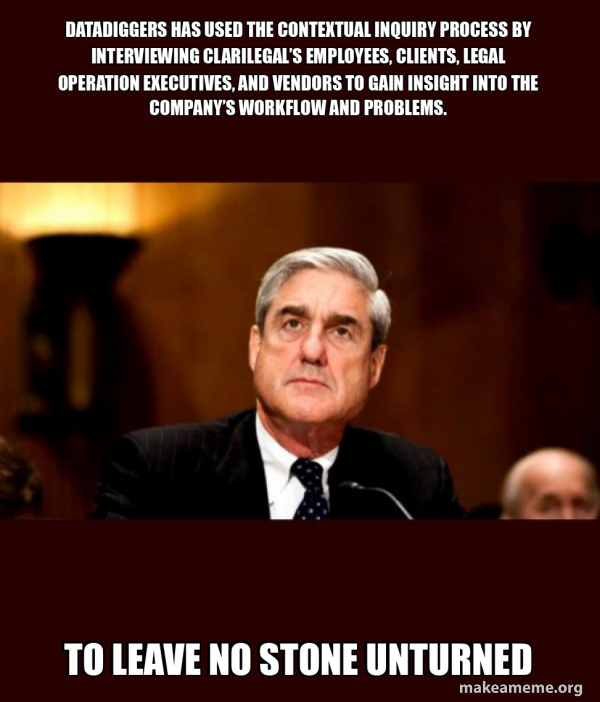 DATADIGGERS HAS USED THE CONTEXTUAL INQUIRY PROCESS BY
INTERVIEWING CLARILEGAL'S EMPLOYEES, CLIENTS, LEGAL
OPERATION EXECUTIVES, AND VENDORS TO GAIN INSIGHT INTO THE
COMPANY'S WORKFLOW AND PROBLEMS.
TO LEAVE NO STONE UNTURNED
makeameme.org